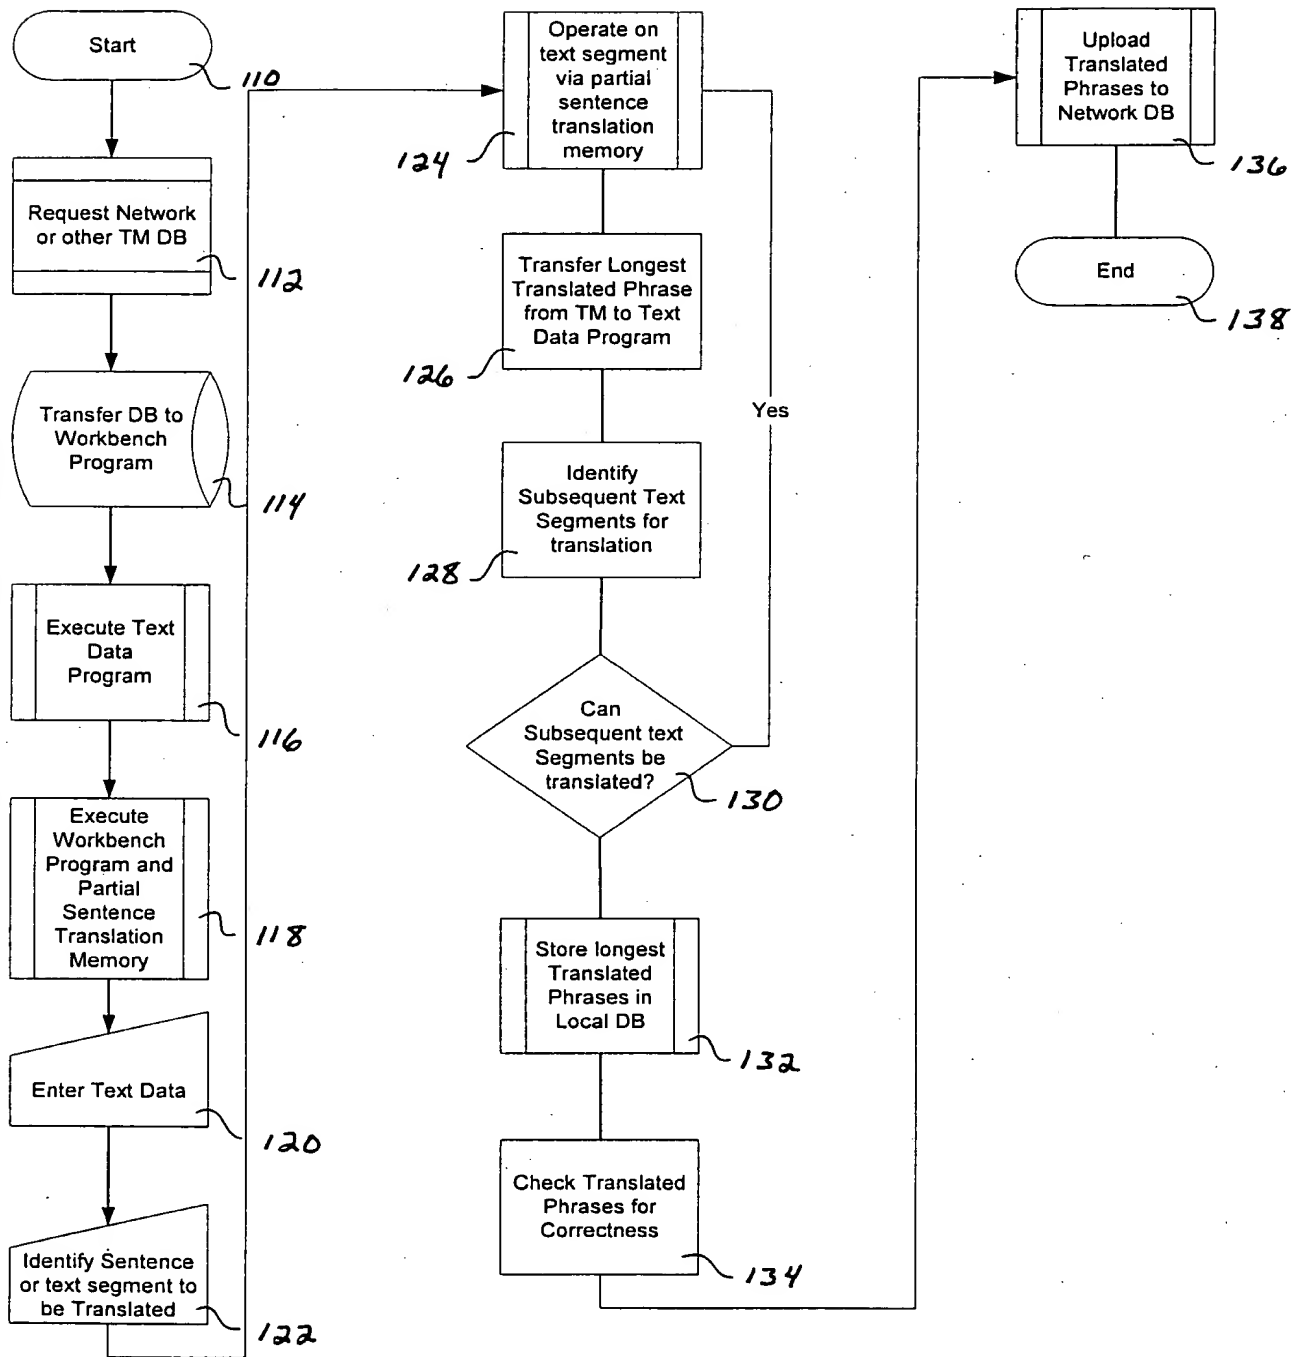 Start
110
Request Network
or other TM DB
112
Transfer DB to
Workbench
Program
114
Execute Text
Data
Program
116
Execute
Workbench
Program and
Partial
Sentence
Translation
Memory
118
Enter Text Data
120
Identify Sentence
or text segment to
be Translated
122
Operate on
text segment
via partial
sentence
translation
memory
124
Transfer Longest
Translated Phrase
from TM to Text
Data Program
126
Identify
Subsequent Text
Segments for
translation
128
Yes
Can
Subsequent text
Segments be
translated?
130
Store longest
Translated
Phrases in
Local DB
132
Check Translated
Phrases for
Correctness
134
Upload
Translated
Phrases to
Network DB
136
End
138